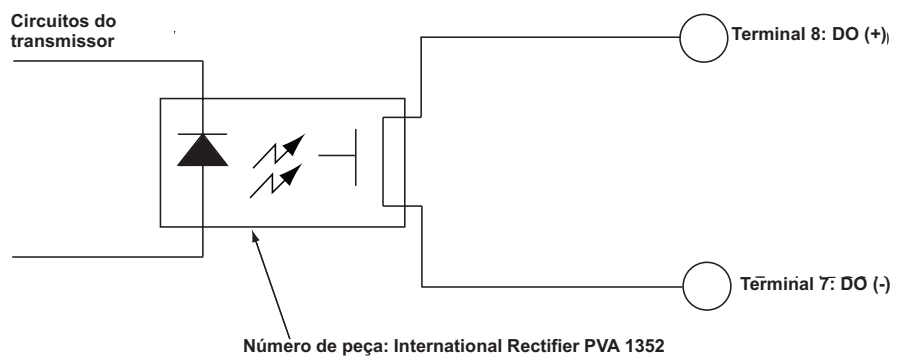 Circuitos do
transmissor
Terminal 8: DO (+)
Terminal 7: DO (-)
Número de peça: International Rectifier PVA 1352